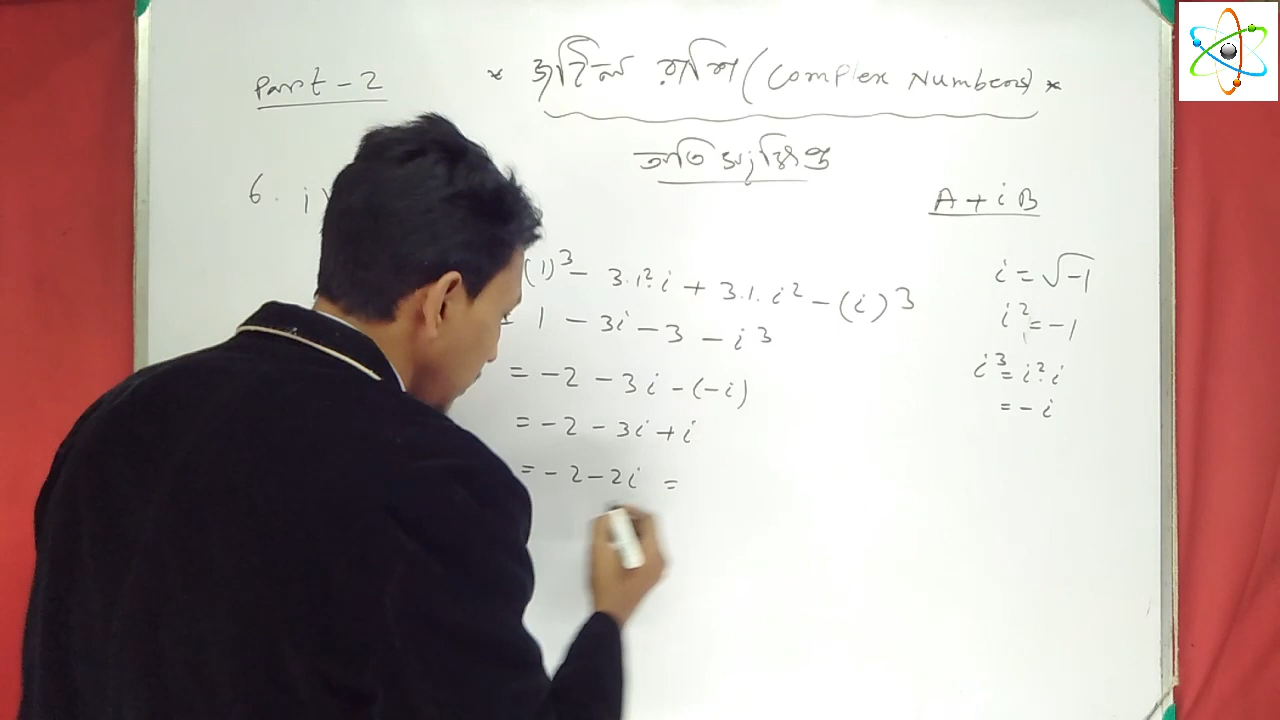 Part - 2
* জটিল রাশি (Complex Numbers) *
অতি সংক্ষিপ্ত
6. i)
A + iB
(1)³ - 3.1².i + 3.1.i² - (i)³
= 1 - 3i - 3 - i³
= -2 - 3i - (-i)
= -2 - 3i + i
= -2 - 2i =
i = √-1
i² = -1
i³ = i².i
= -i